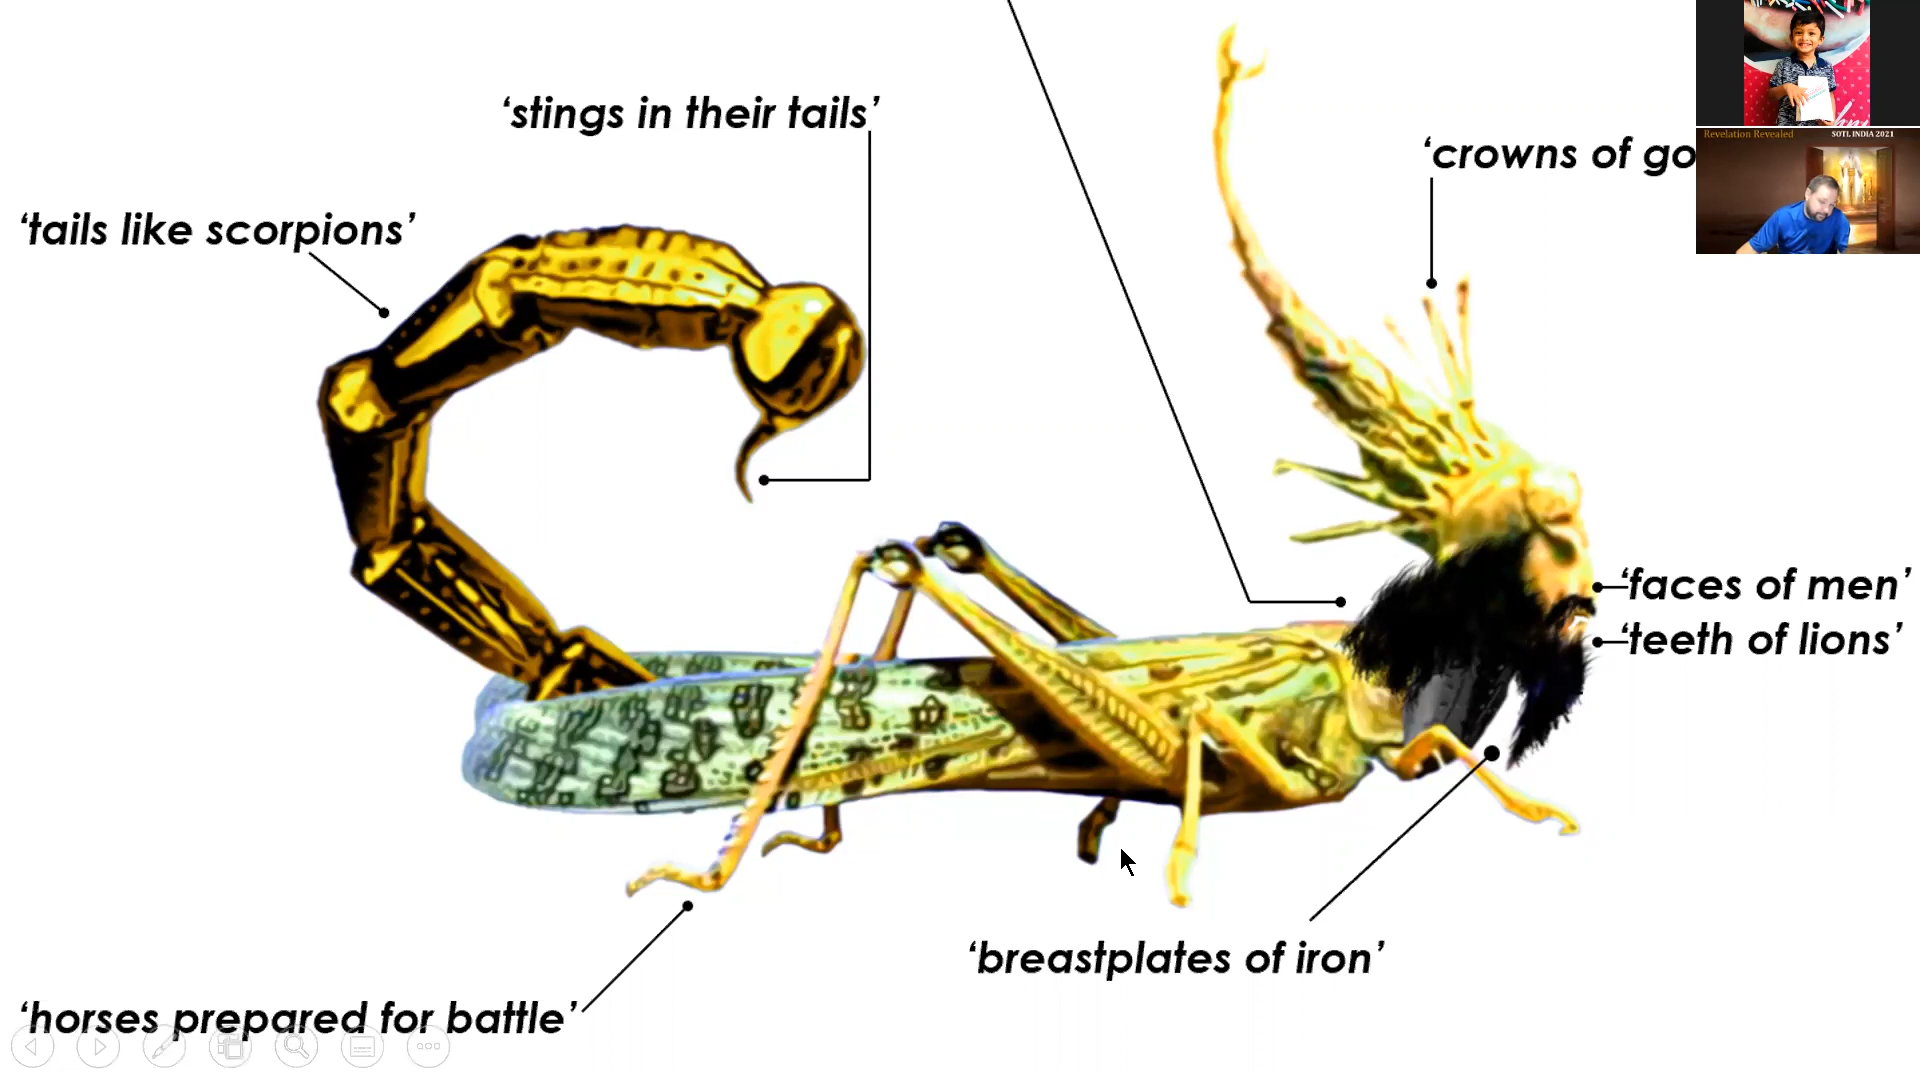 ‘stings in their tails’
‘crowns of go
Revelation Revealed
SOTL INDIA 2021
‘tails like scorpions’
‘faces of men’
‘teeth of lions’
‘breastplates of iron’
‘horses prepared for battle’